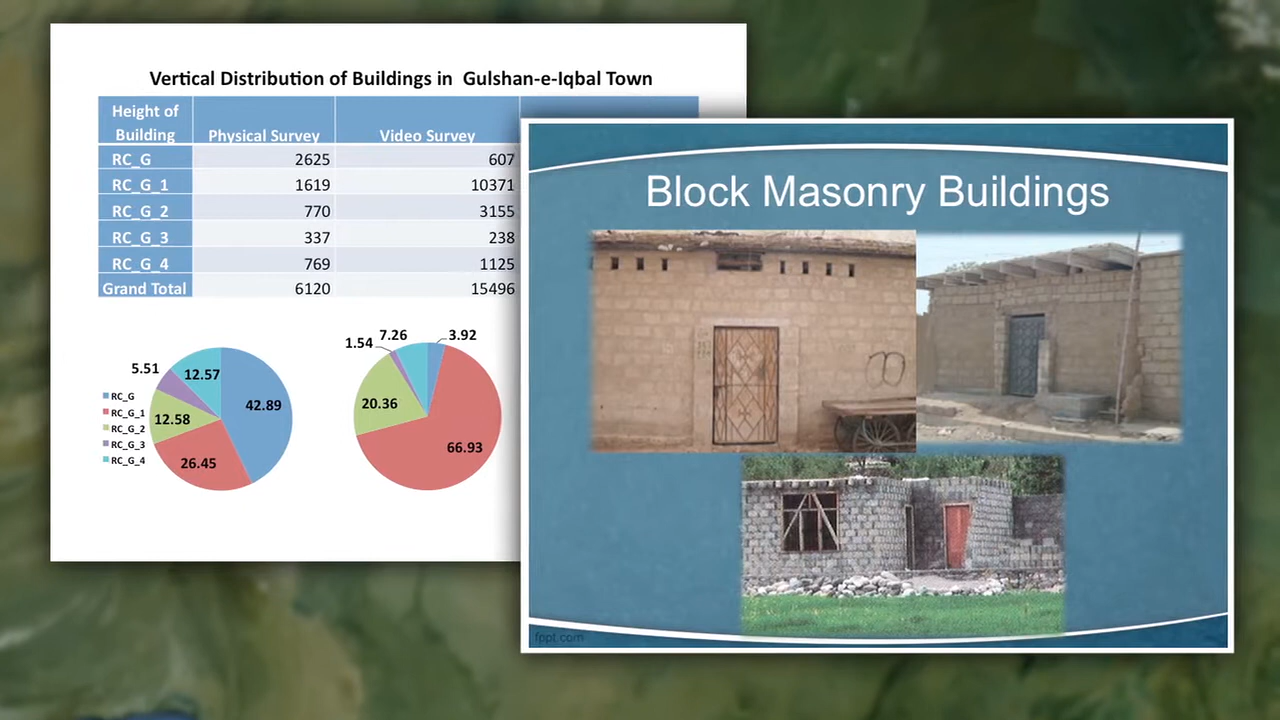 Vertical Distribution of Buildings in Gulshan-e-Iqbal Town
Height of
Building Physical Survey Video Survey
RC_G 2625 607
RC_G_1 1619 10371
RC_G_2 770 3155
RC_G_3 337 238
RC_G_4 769 1125
Grand Total 6120 15496
RC_G
RC_G_1
RC_G_2
RC_G_3
RC_G_4
5.51
12.57
42.89
12.58
26.45
1.54
7.26
3.92
20.36
66.93
Block Masonry Buildings
fppt.com